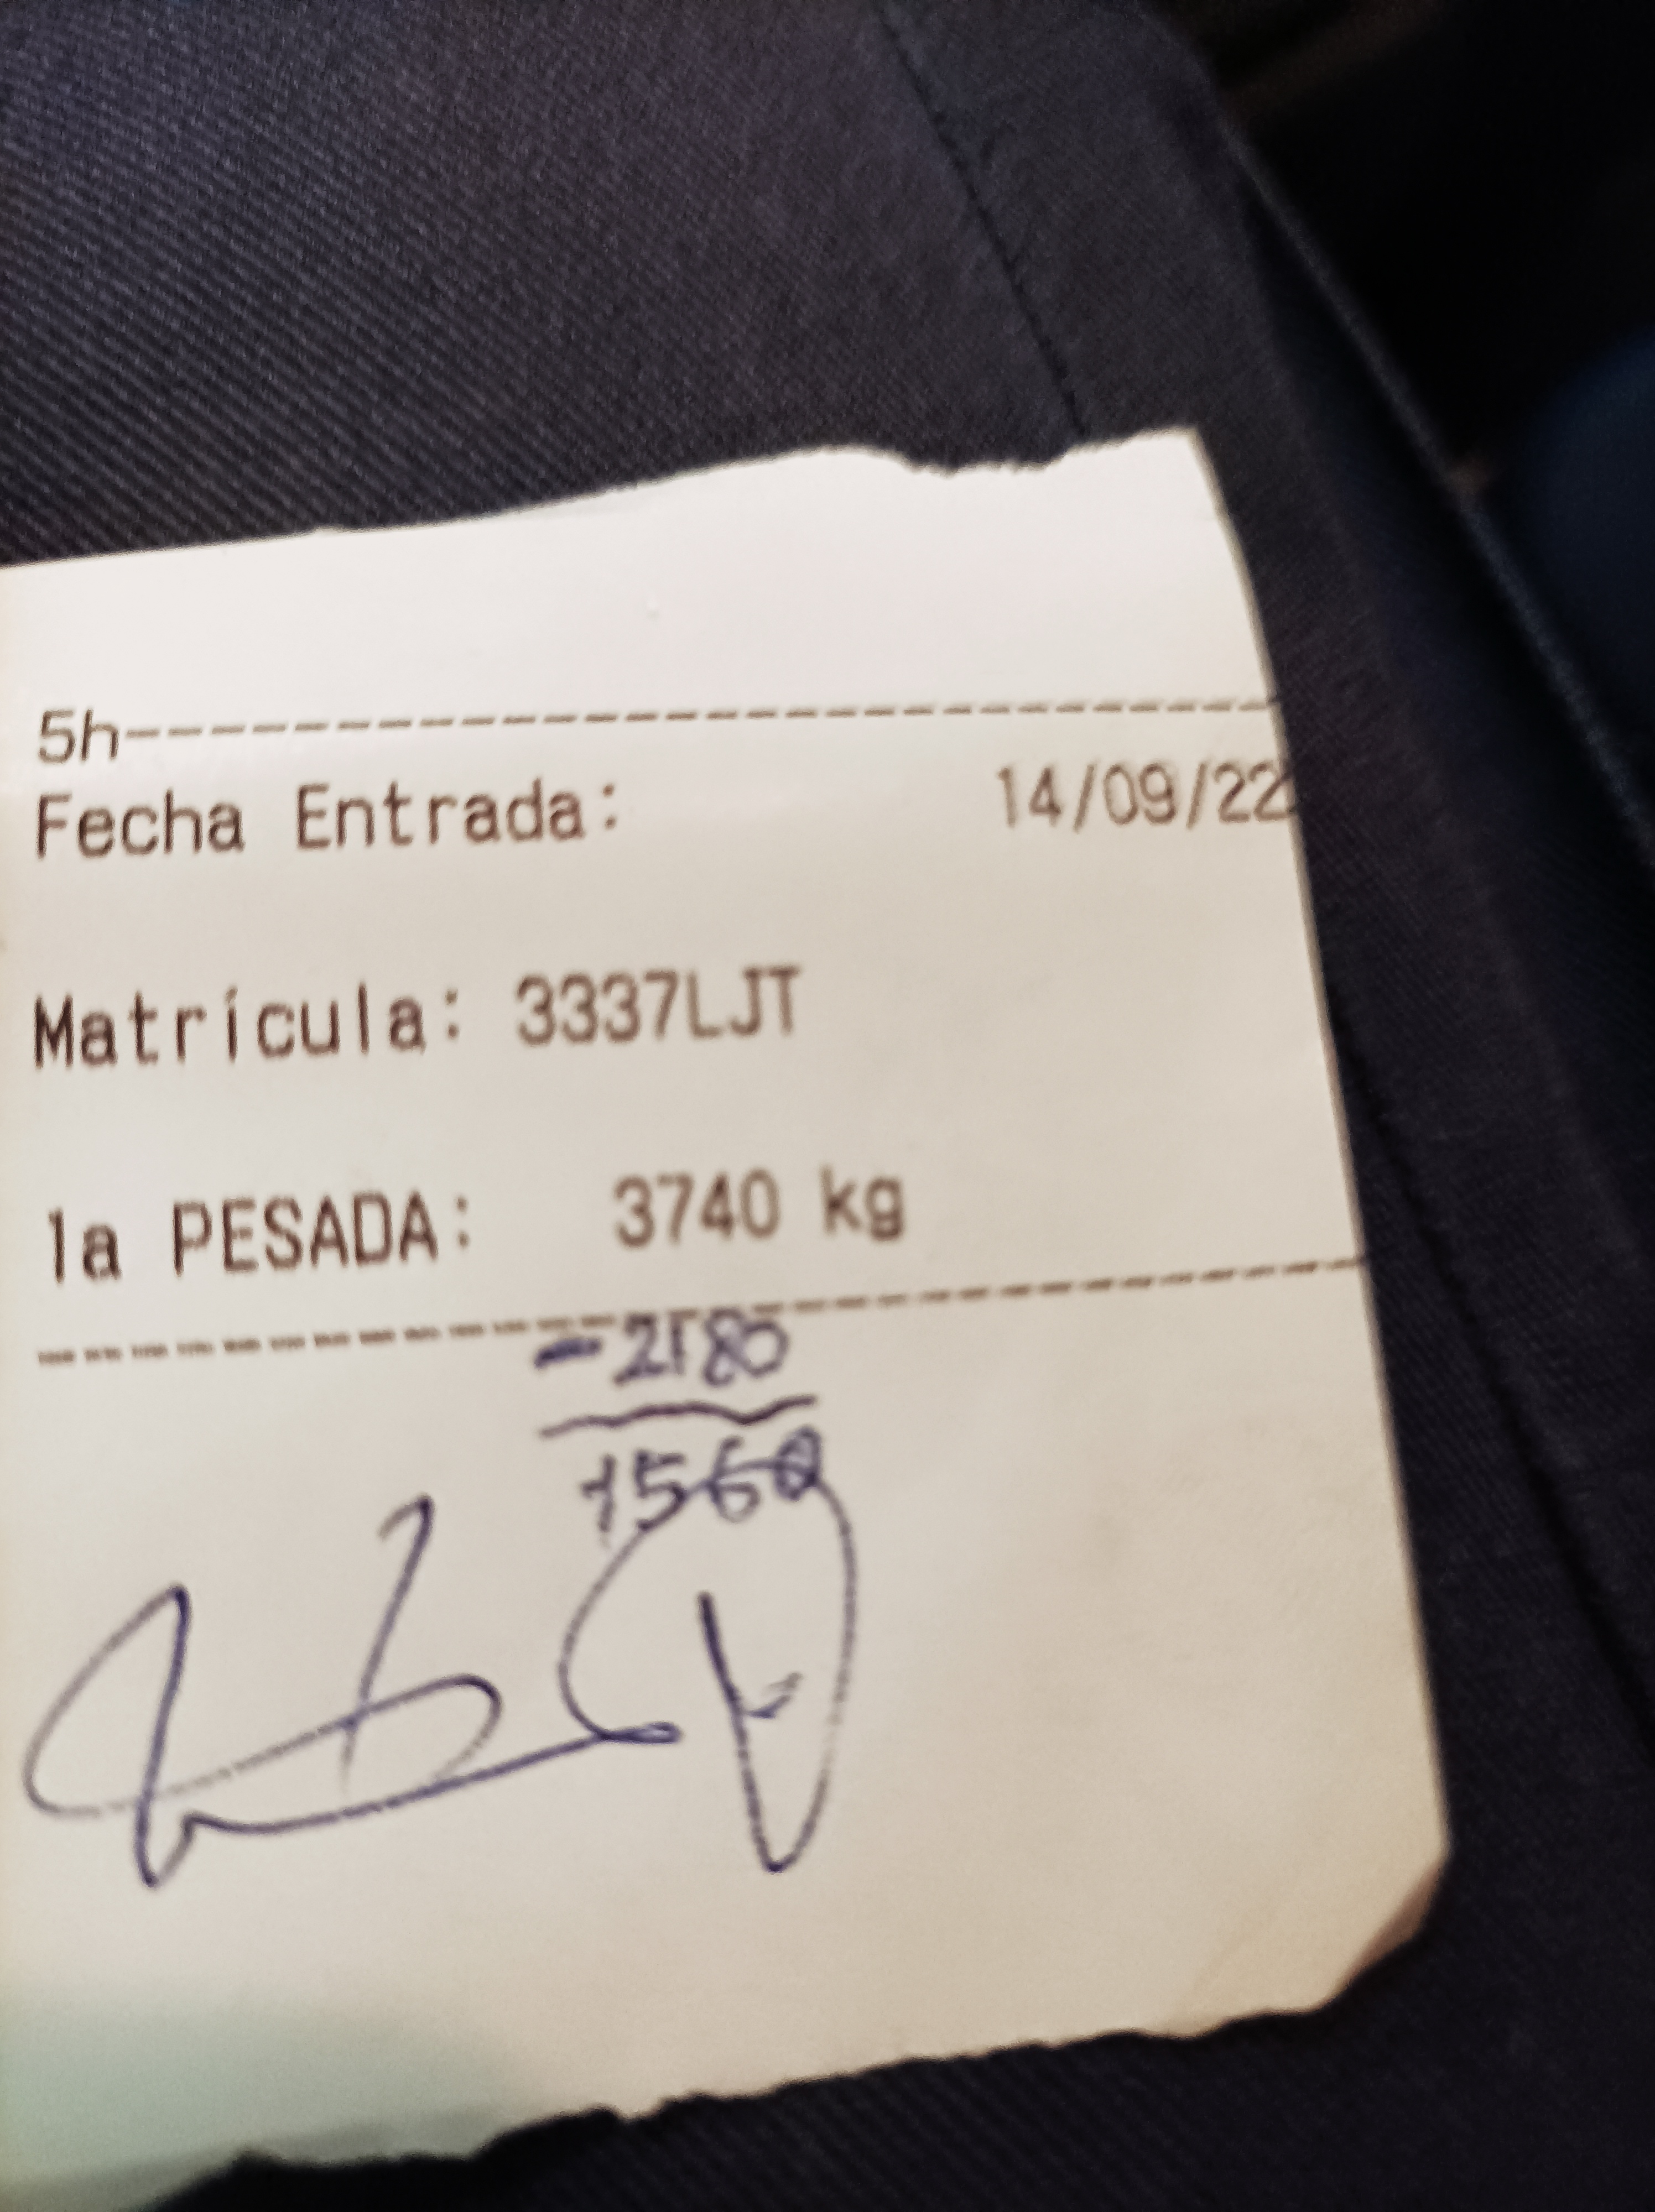 5h------------------------------
Fecha Entrada: 14/09/22
Matrícula: 3337LJT
1a PESADA: 3740 kg
--------------------------------
- 2180
1560